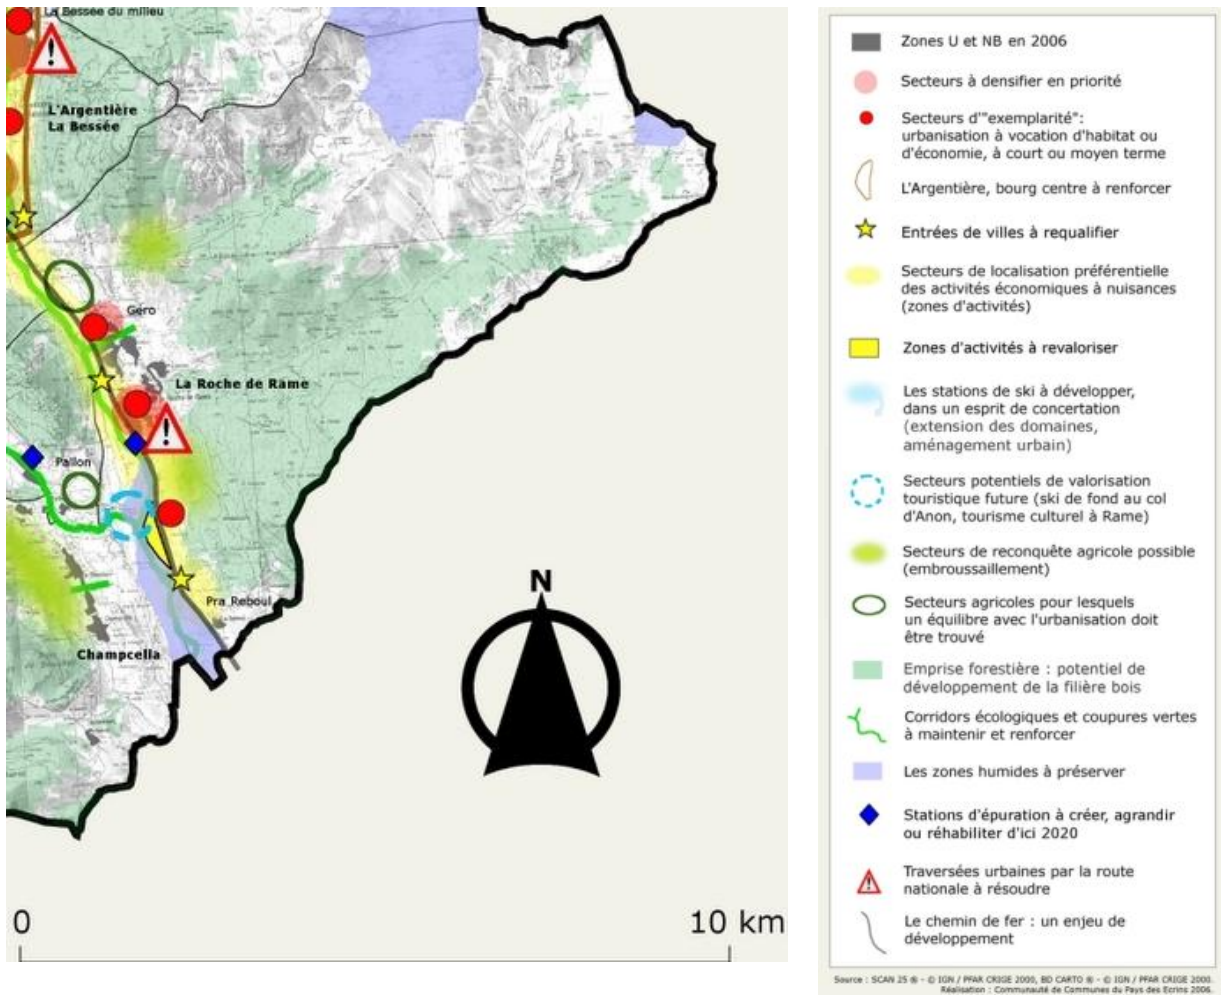 La Bessée du milieu
L'Argentière
La Bessée
Géro
La Roche de Rame
Pallon
Pra Reboul
Champcella
N
0
10 km
Zones U et NB en 2006
Secteurs à densifier en priorité
Secteurs d'"exemplarité":
urbanisation à vocation d'habitat ou
d'économie, à court ou moyen terme
L'Argentière, bourg centre à renforcer
Entrées de villes à requalifier
Secteurs de localisation préférentielle
des activités économiques à nuisances
(zones d'activités)
Zones d'activités à revaloriser
Les stations de ski à développer,
dans un esprit de concertation
(extension des domaines,
aménagement urbain)
Secteurs potentiels de valorisation
touristique future (ski de fond au col
d'Anon, tourisme culturel à Rame)
Secteurs de reconquête agricole possible
(embroussaillement)
Secteurs agricoles pour lesquels
un équilibre avec l'urbanisation doit
être trouvé
Emprise forestière : potentiel de
développement de la filière bois
Corridors écologiques et coupures vertes
à maintenir et renforcer
Les zones humides à préserver
Stations d'épuration à créer, agrandir
ou réhabiliter d'ici 2020
Traversées urbaines par la route
nationale à résoudre
Le chemin de fer : un enjeu de
développement
Source : SCAN 25 ® - © IGN / PFAR CRIGE 2000, BD CARTO ® - © IGN / PFAR CRIGE 2000.
Réalisation : Communauté de Communes du Pays des Ecrins 2006.